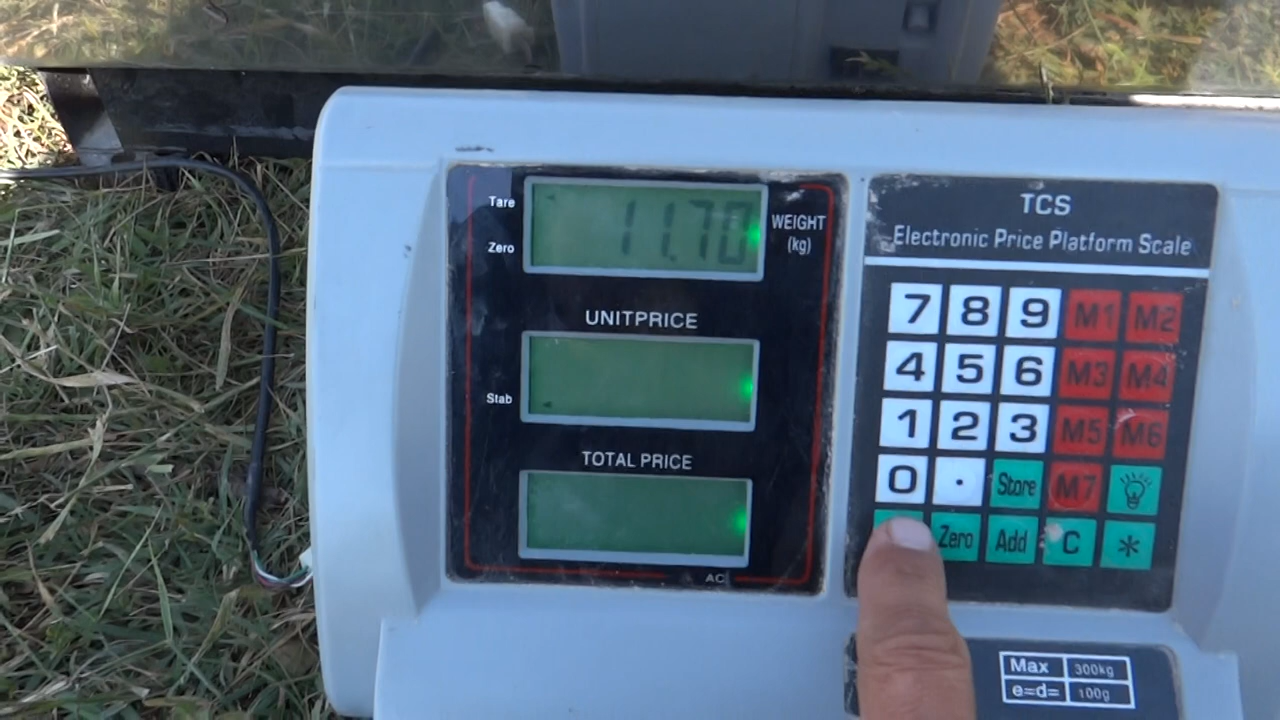 Tare
Zero
11.70
WEIGHT
(kg)
UNITPRICE
Stab
TOTAL PRICE
AC
TCS
Electronic Price Platform Scale
7 8 9 M1 M2
4 5 6 M3 M4
1 2 3 M5 M6
0 . Store M7
Zero Add C *
Max 300kg
e=d= 100g